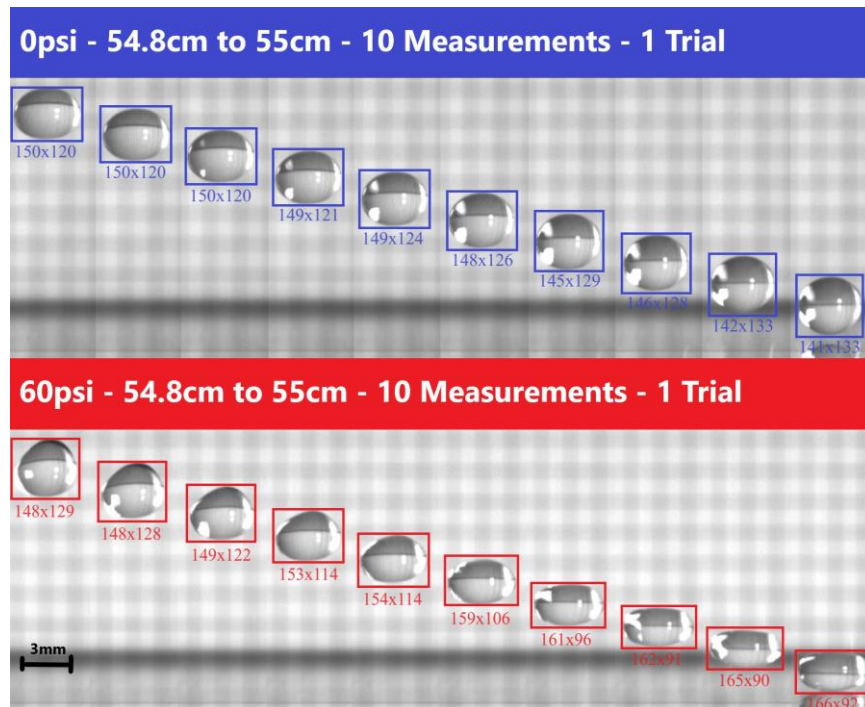 0psi - 54.8cm to 55cm - 10 Measurements - 1 Trial
150x120
150x120
150x120
149x121
149x124
148x126
145x129
146x128
142x133
141x133
60psi - 54.8cm to 55cm - 10 Measurements - 1 Trial
148x129
148x128
149x122
153x114
154x114
159x106
161x96
162x91
165x90
166x92
3mm